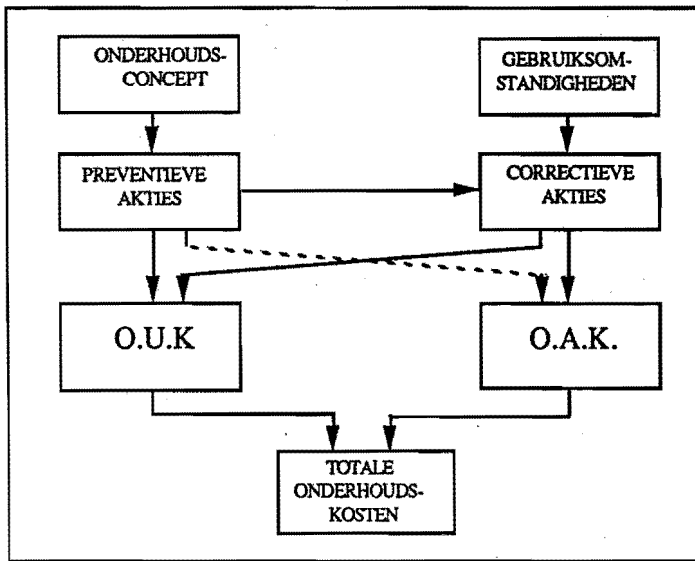 ONDERHOUDS-
CONCEPT
GEBRUIKSOM-
STANDIGHEDEN
PREVENTIEVE
AKTIES
CORRECTIEVE
AKTIES
O.U.K
O.A.K.
TOTALE
ONDERHOUDS-
KOSTEN